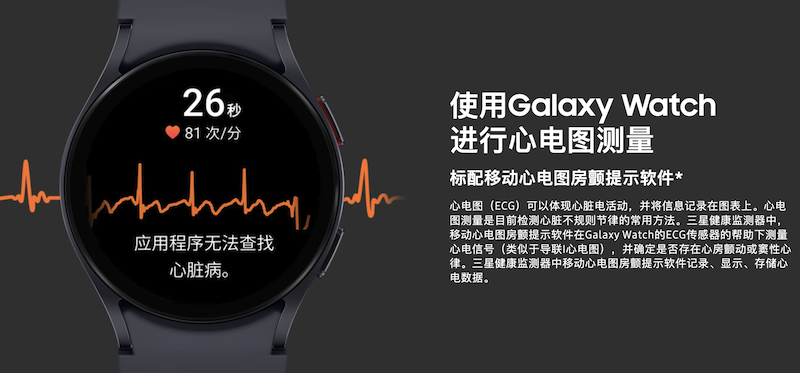 26秒
81 次/分
应用程序无法查找
心脏病。
使用Galaxy Watch
进行心电图测量
标配移动心电图房颤提示软件*
心电图（ECG）可以体现心脏电活动，并将信息记录在图表上。心电
图测量是目前检测心脏不规则节律的常用方法。三星健康监测器中，
移动心电图房颤提示软件在Galaxy Watch的ECG传感器的帮助下测量
心电信号（类似于导联I心电图），并确定是否存在心房颤动或窦性心
律。三星健康监测器中移动心电图房颤提示软件记录、显示、存储心
电数据。